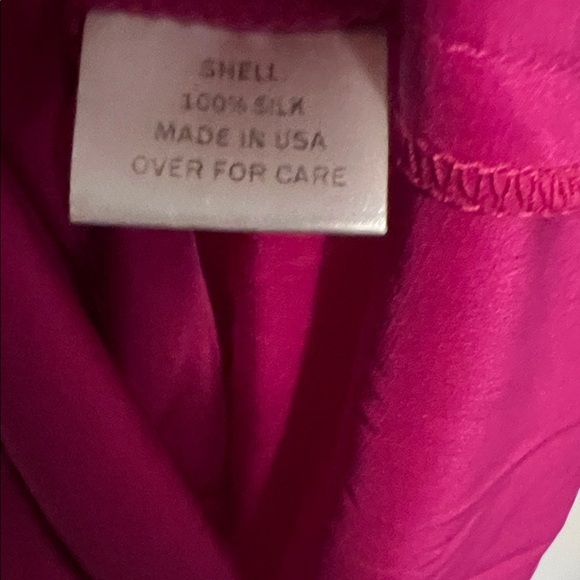 SHELL
100% SILK
MADE IN USA
OVER FOR CARE